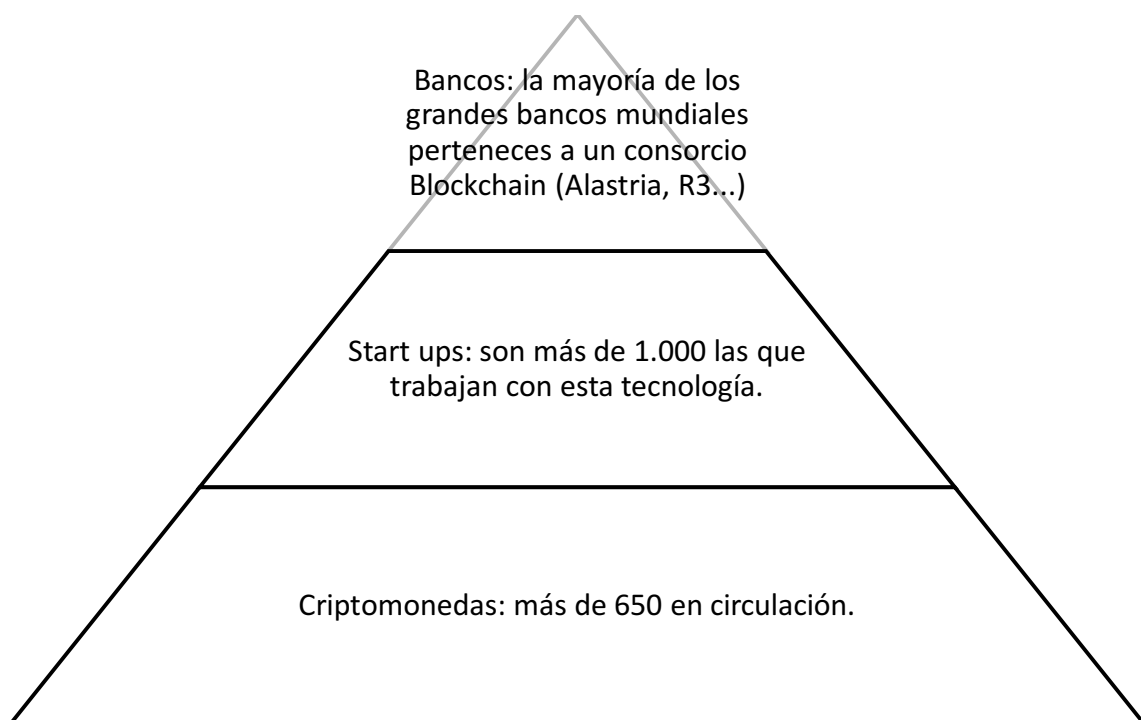 Bancos: la mayoría de los
grandes bancos mundiales
perteneces a un consorcio
Blockchain (Alastria, R3...)
Start ups: son más de 1.000 las que
trabajan con esta tecnología.
Criptomonedas: más de 650 en circulación.